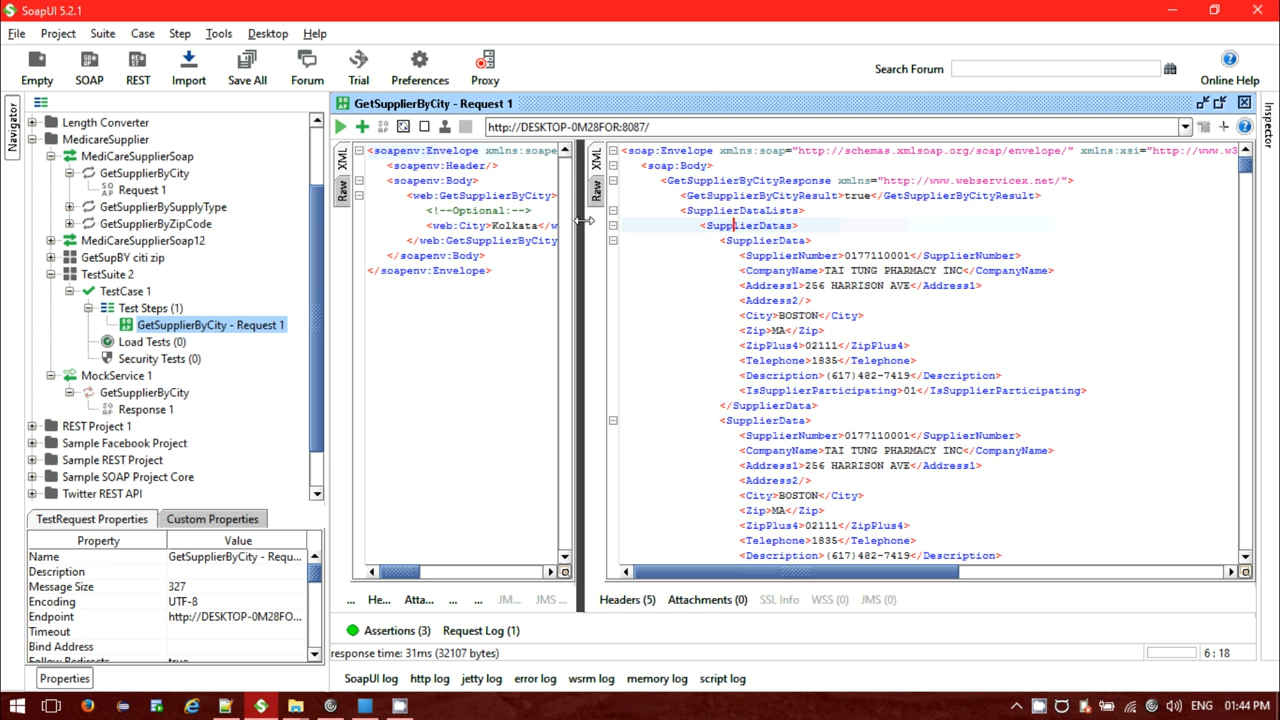 SoapUI 5.2.1
File Project Suite Case Step Tools Desktop Help
Empty SOAP REST Import Save All Forum Trial Preferences Proxy
Search Forum
Online Help
Navigator
Length Converter
MedicareSupplier
MediCareSupplierSoap
GetSupplierByCity
Request 1
GetSupplierBySupplyType
GetSupplierByZipCode
MediCareSupplierSoap12
GetSupBY citi zip
TestSuite 2
TestCase 1
Test Steps (1)
GetSupplierByCity - Request 1
Load Tests (0)
Security Tests (0)
MockService 1
GetSupplierByCity
Response 1
REST Project 1
Sample Facebook Project
Sample REST Project
Sample SOAP Project Core
Twitter REST API
TestRequest Properties Custom Properties
Property Value
Name GetSupplierByCity - Requ...
Description
Message Size 327
Encoding UTF-8
Endpoint http://DESKTOP-0M28FO...
Timeout
Bind Address
Follow Redirects true
Properties
GetSupplierByCity - Request 1
http://DESKTOP-0M28FOR:8087/
XML
Raw
<soapenv:Envelope xmlns:soape
<soapenv:Header/>
<soapenv:Body>
<web:GetSupplierByCity>
<!--Optional:-->
<web:City>Kolkata</w
</web:GetSupplierByCity
</soapenv:Body>
</soapenv:Envelope>
XML
Raw
<soap:Envelope xmlns:soap="http://schemas.xmlsoap.org/soap/envelope/" xmlns:xsi="http://www.w3
<soap:Body>
<GetSupplierByCityResponse xmlns="http://www.webservicex.net/">
<GetSupplierByCityResult>true</GetSupplierByCityResult>
<SupplierDataLists>
<SupplierDatas>
<SupplierData>
<SupplierNumber>0177110001</SupplierNumber>
<CompanyName>TAI TUNG PHARMACY INC</CompanyName>
<Address1>256 HARRISON AVE</Address1>
<Address2/>
<City>BOSTON</City>
<Zip>MA</Zip>
<ZipPlus4>02111</ZipPlus4>
<Telephone>1835</Telephone>
<Description>(617)482-7419</Description>
<IsSupplierParticipating>01</IsSupplierParticipating>
</SupplierData>
<SupplierData>
<SupplierNumber>0177110001</SupplierNumber>
<CompanyName>TAI TUNG PHARMACY INC</CompanyName>
<Address1>256 HARRISON AVE</Address1>
<Address2/>
<City>BOSTON</City>
<Zip>MA</Zip>
<ZipPlus4>02111</ZipPlus4>
<Telephone>1835</Telephone>
<Description>(617)482-7419</Description>
... He... Atta... ... ... JM... JMS ...
Headers (5) Attachments (0) SSL Info WSS (0) JMS (0)
Assertions (3) Request Log (1)
response time: 31ms (32107 bytes)
6 : 18
SoapUI log http log jetty log error log wsrm log memory log script log
Inspector
ENG 01:44 PM